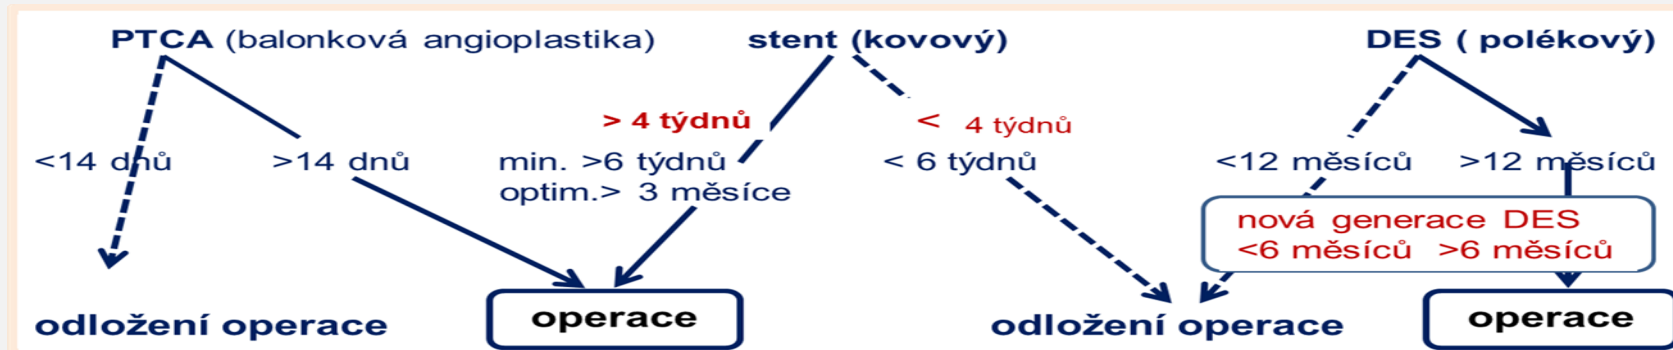 PTCA (balonková angioplastika) stent (kovový) DES ( polékový)
> 4 týdnů < 4 týdnů
<14 dnů >14 dnů min. >6 týdnů < 6 týdnů <12 měsíců >12 měsíců
optim.> 3 měsíce
nová generace DES
<6 měsíců >6 měsíců
odložení operace operace odložení operace operace